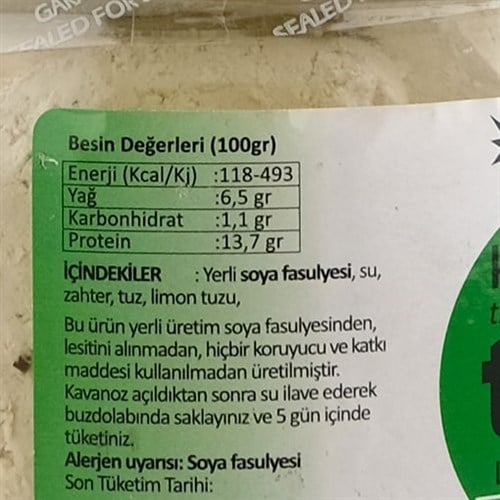 SEALED FOR
SEALED
Besin Değerleri (100gr)
Enerji (Kcal/Kj) :118-493
Yağ :6,5 gr
Karbonhidrat :1,1 gr
Protein :13,7 gr
İÇİNDEKİLER : Yerli soya fasulyesi, su,
zahter, tuz, limon tuzu,
Bu ürün yerli üretim soya fasulyesinden,
lesitini alınmadan, hiçbir koruyucu ve katkı
maddesi kullanılmadan üretilmiştir.
Kavanoz açıldıktan sonra su ilave ederek
buzdolabında saklayınız ve 5 gün içinde
tüketiniz.
Alerjen uyarısı: Soya fasulyesi
Son Tüketim Tarihi: